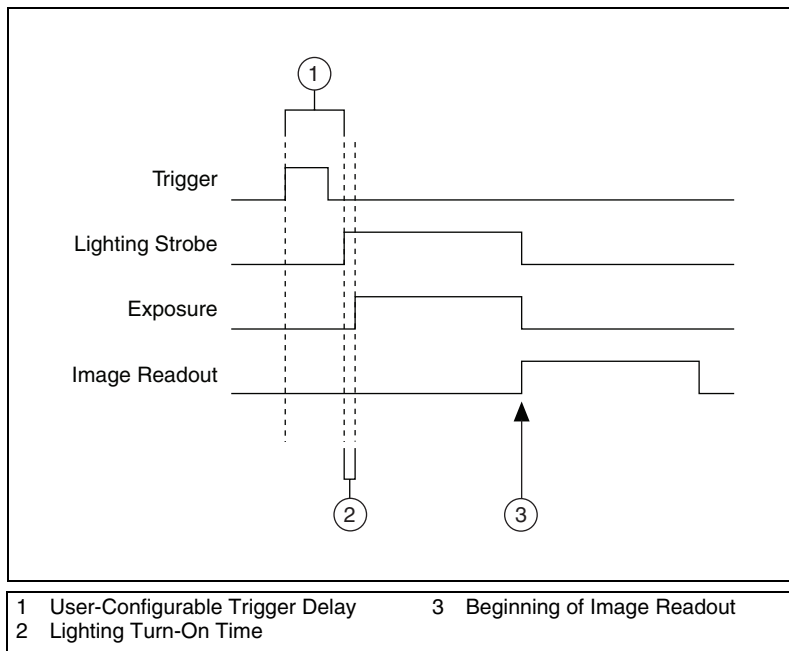 1
Trigger
Lighting Strobe
Exposure
Image Readout
2
3
1 User-Configurable Trigger Delay
3 Beginning of Image Readout
2 Lighting Turn-On Time